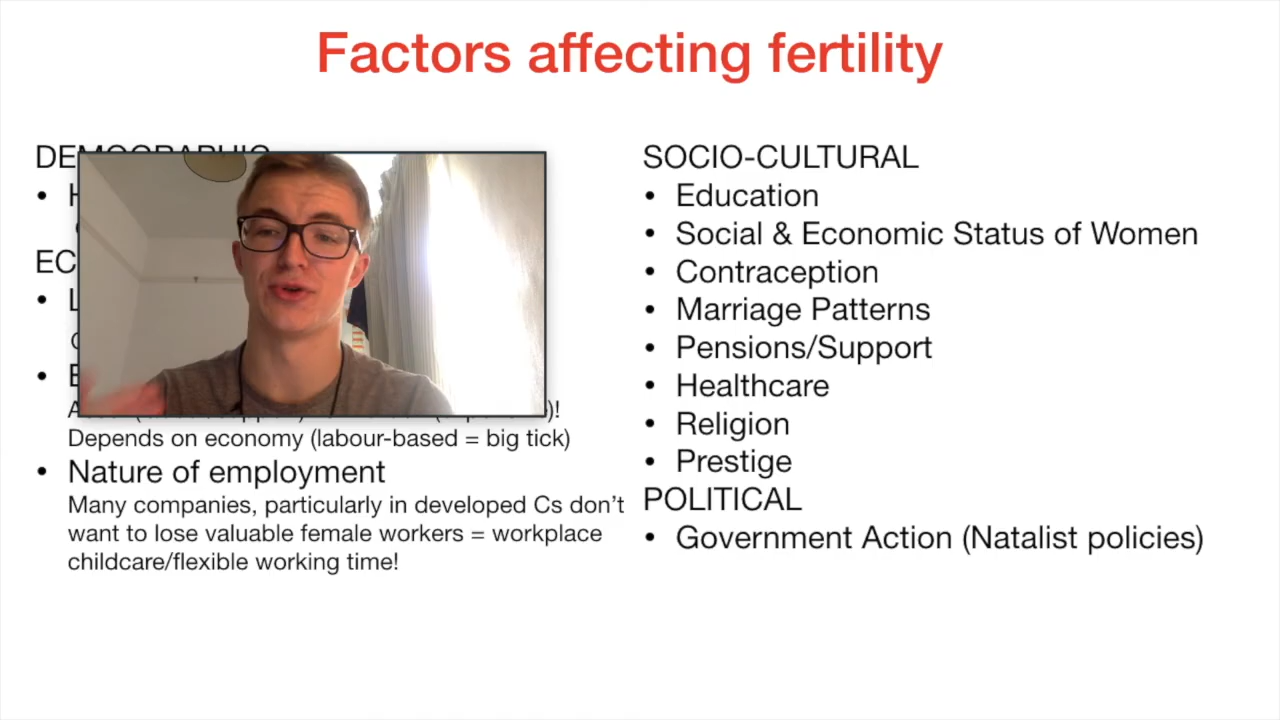 Factors affecting fertility
DEMOGRAPHIC
Depends on economy (labour-based = big tick)
• Nature of employment
Many companies, particularly in developed Cs don't
want to lose valuable female workers = workplace
childcare/flexible working time!
SOCIO-CULTURAL
• Education
• Social & Economic Status of Women
• Contraception
• Marriage Patterns
• Pensions/Support
• Healthcare
• Religion
• Prestige
POLITICAL
• Government Action (Natalist policies)